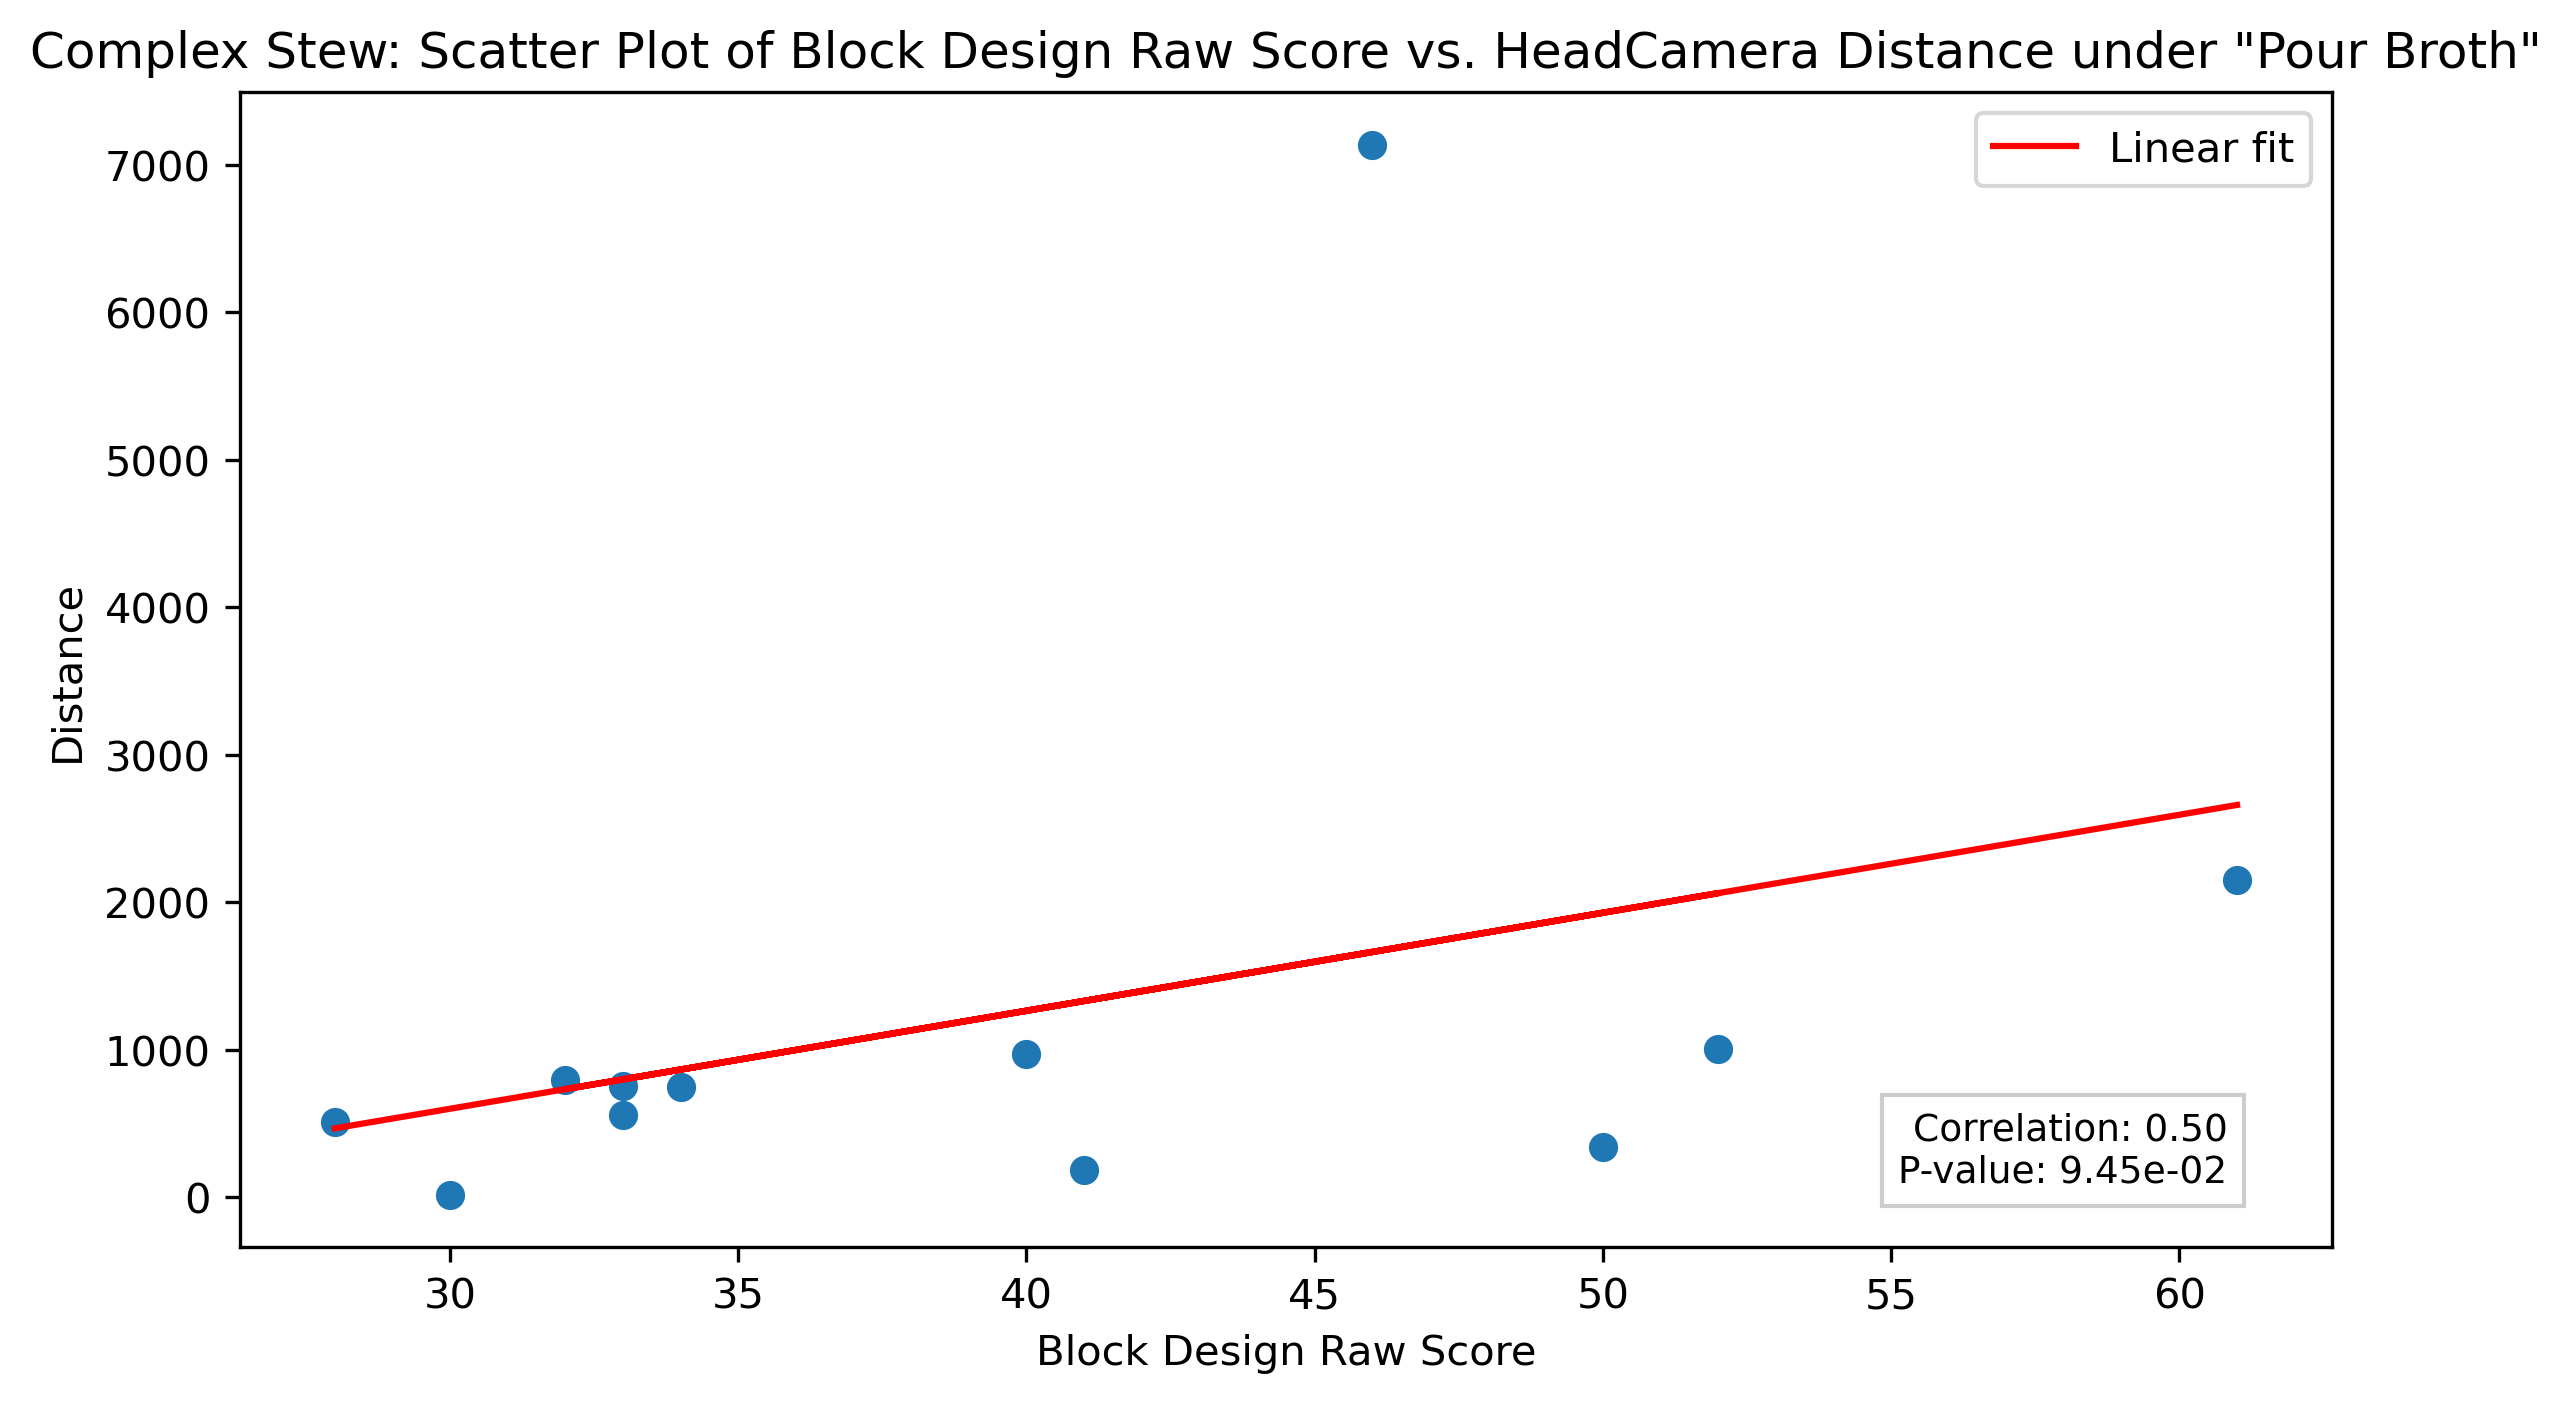 Complex Stew: Scatter Plot of Block Design Raw Score vs. HeadCamera Distance under "Pour Broth"
Linear fit
7000
6000
5000
4000
3000
2000
1000
0
Distance
Correlation: 0.50
P-value: 9.45e-02
30
35
40
45
50
55
60
Block Design Raw Score